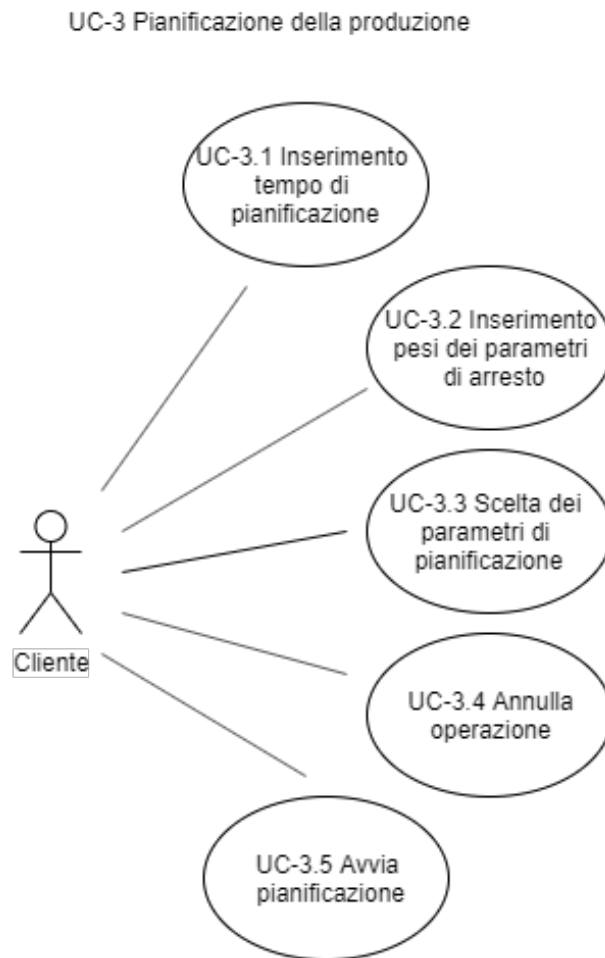 UC-3 Pianificazione della produzione
UC-3.1 Inserimento
tempo di
pianificazione
UC-3.2 Inserimento
pesi dei parametri
di arresto
UC-3.3 Scelta dei
parametri di
pianificazione
Cliente
UC-3.4 Annulla
operazione
UC-3.5 Avvia
pianificazione